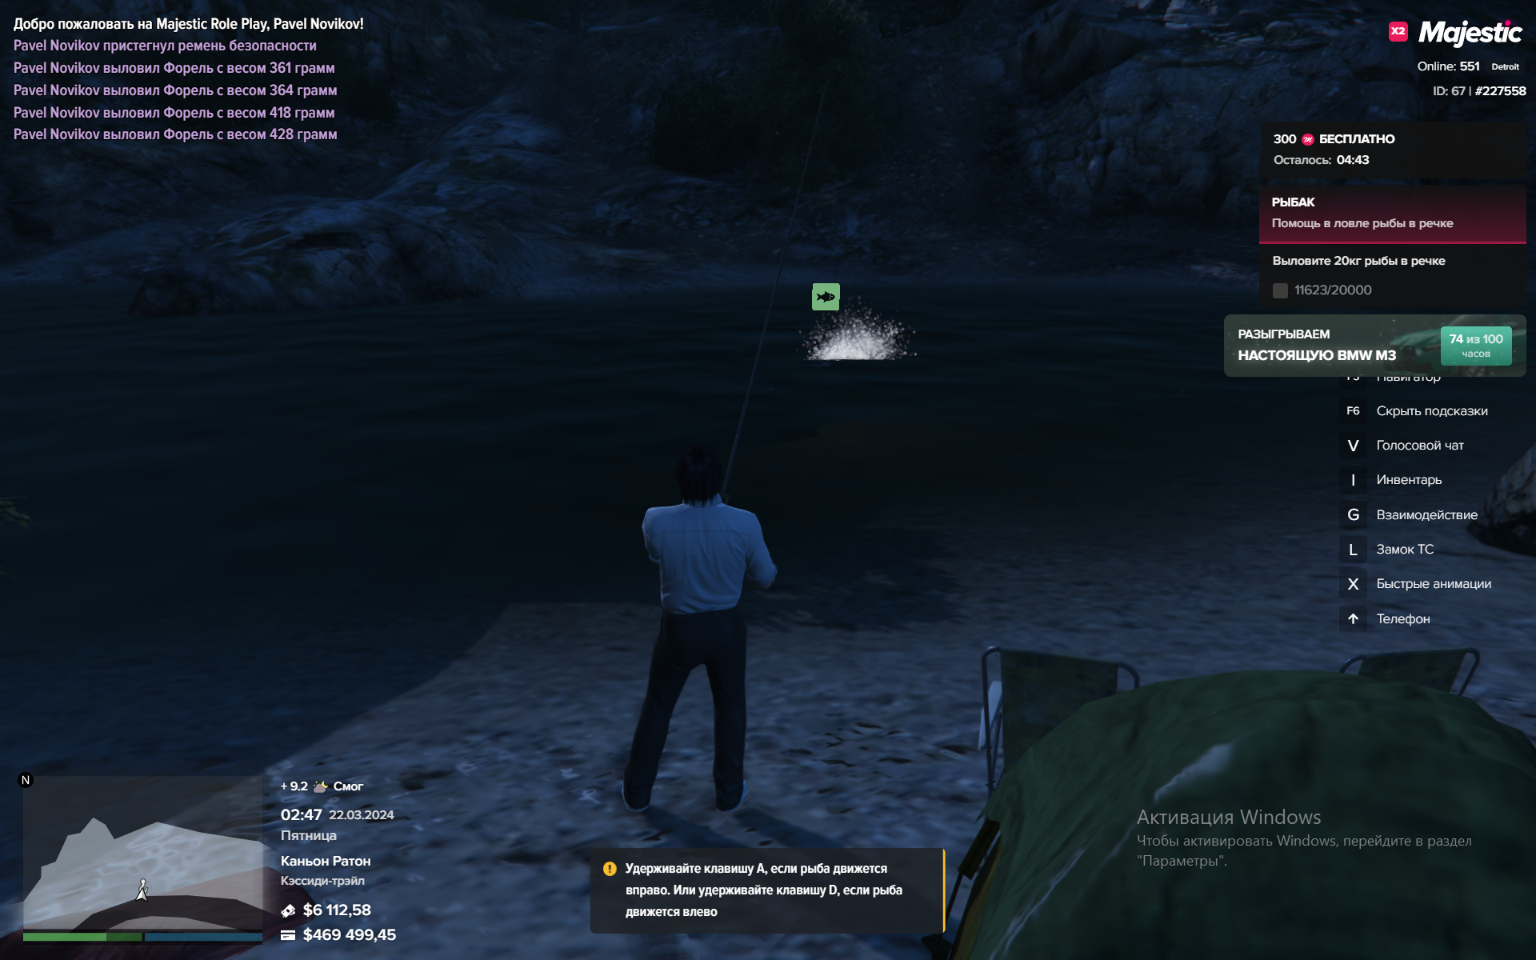 Добро пожаловать на Majestic Role Play, Pavel Novikov!
Pavel Novikov пристегнул ремень безопасности
Pavel Novikov выловил Форель с весом 361 грамм
Pavel Novikov выловил Форель с весом 364 грамм
Pavel Novikov выловил Форель с весом 418 грамм
Pavel Novikov выловил Форель с весом 428 грамм
X2 Majestic
Online: 551 Detroit
ID: 67 | #227558
300 БЕСПЛАТНО
Осталось: 04:43
РЫБАК
Помощь в ловле рыбы в речке
Выловите 20кг рыбы в речке
11623/20000
РАЗЫГРЫВАЕМ
НАСТОЯЩУЮ BMW M3
74 из 100
часов
Навигатор
F6 Скрыть подсказки
V Голосовой чат
I Инвентарь
G Взаимодействие
L Замок ТС
X Быстрые анимации
↑ Телефон
N
+ 9.2 Смог
02:47 22.03.2024
Пятница
Каньон Ратон
Кэссиди-трэйл
$6 112,58
$469 499,45
Удерживайте клавишу A, если рыба движется
вправо. Или удерживайте клавишу D, если рыба
движется влево
Активация Windows
Чтобы активировать Windows, перейдите в раздел
"Параметры".